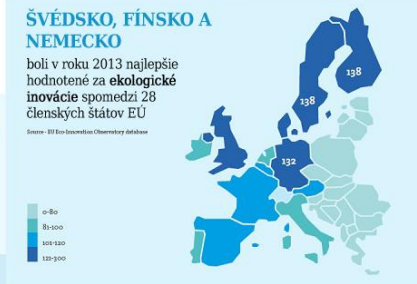 ŠVÉDSKO, FÍNSKO A
NEMECKO
boli v roku 2013 najlepšie
hodnotené za ekologické
inovácie spomedzi 28
členských štátov EÚ
Source - EU Eco-Innovation Observatory database
138
138
132
0-80
81-100
101-120
121-300